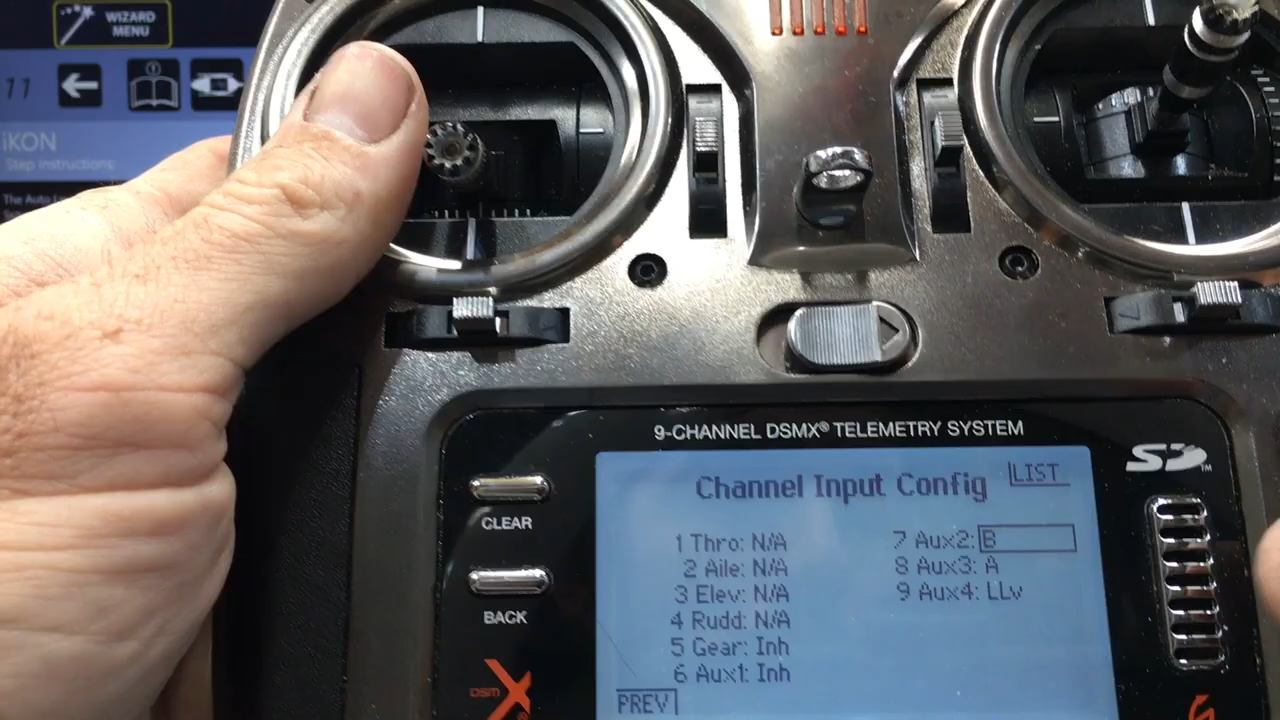 WIZARD
MENU
11
iKON
Step instructions:
The Auto
9-CHANNEL DSMX® TELEMETRY SYSTEM
SD™
CLEAR
BACK
DSM X
Channel Input Config
LIST
1 Thro: N/A
2 Aile: N/A
3 Elev: N/A
4 Rudd: N/A
5 Gear: Inh
6 Aux1: Inh
7 Aux2: B
8 Aux3: A
9 Aux4: LLv
PREV